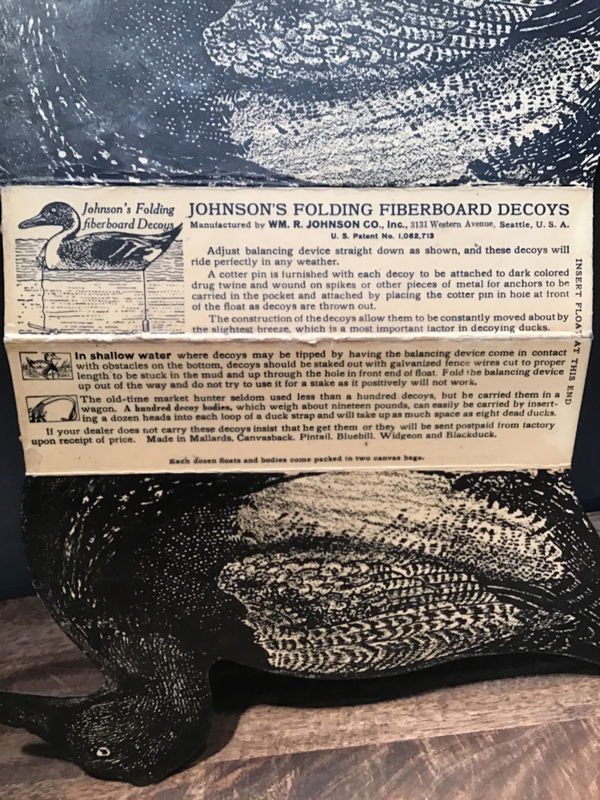 Johnson's Folding
fiberboard Decoys
JOHNSON'S FOLDING FIBERBOARD DECOYS
Manufactured by WM. R. JOHNSON CO., Inc., 3131 Western Avenue, Seattle, U. S. A.
U. S. Patent No. 1,062,713
Adjust balancing device straight down as shown, and these decoys will
ride perfectly in any weather.
A cotter pin is furnished with each decoy to be attached to dark colored
drug twine and wound on spikes or other pieces of metal for anchors to be
carried in the pocket and attached by placing the cotter pin in hole at front
of the float as decoys are thrown out.
The construction of the decoys allow them to be constantly moved about by
the slightest breeze, which is a most important factor in decoying ducks.
INSERT FLOAT AT THIS END
In shallow water where decoys may be tipped by having the balancing device come in contact
with obstacles on the bottom, decoys should be staked out with galvanized fence wires cut to proper
length to be stuck in the mud and up through the hole in front end of float. Fold the balancing device
up out of the way and do not try to use it for a stake as it positively will not work.
The old-time market hunter seldom used less than a hundred decoys, but he carried them in a
wagon. A hundred decoy bodies, which weigh about nineteen pounds, can easily be carried by insert-
ing a dozen heads into each loop of a duck strap and will take up as much space as eight dead ducks.
If your dealer does not carry these decoys insist that he get them or they will be sent postpaid from factory
upon receipt of price. Made in Mallards, Canvasback, Pintail, Bluebill, Widgeon and Blackduck.
Each dozen floats and bodies come packed in two canvas bags.